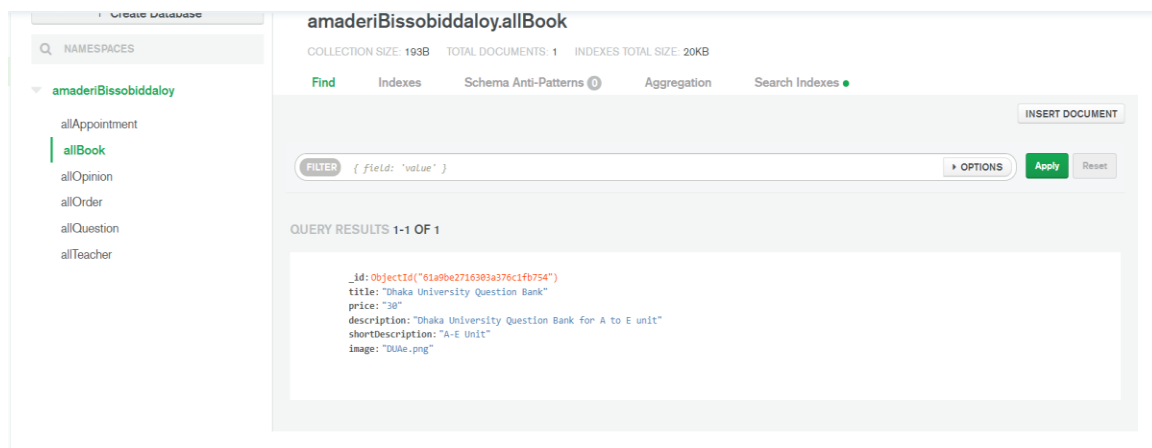 Create Database
NAMESPACES
amaderiBissobiddaloy
allAppointment
allBook
allOpinion
allOrder
allQuestion
allTeacher
amaderiBissobiddaloy.allBook
COLLECTION SIZE: 193B TOTAL DOCUMENTS: 1 INDEXES TOTAL SIZE: 20KB
Find Indexes Schema Anti-Patterns 0 Aggregation Search Indexes
INSERT DOCUMENT
FILTER { field: 'value' } OPTIONS Apply Reset
QUERY RESULTS 1-1 OF 1
_id: ObjectId("61a9be2716303a376c1fb754")
title: "Dhaka University Question Bank"
price: "30"
description: "Dhaka University Question Bank for A to E unit"
shortDescription: "A-E Unit"
image: "DUAe.png"